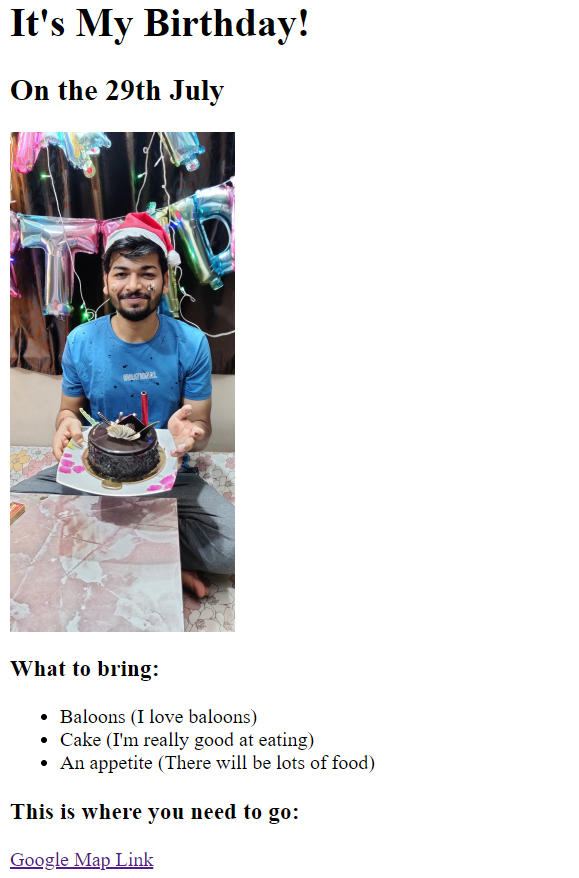 It's My Birthday!
On the 29th July
T
D
What to bring:
Baloons (I love baloons)
Cake (I'm really good at eating)
An appetite (There will be lots of food)
This is where you need to go:
Google Map Link